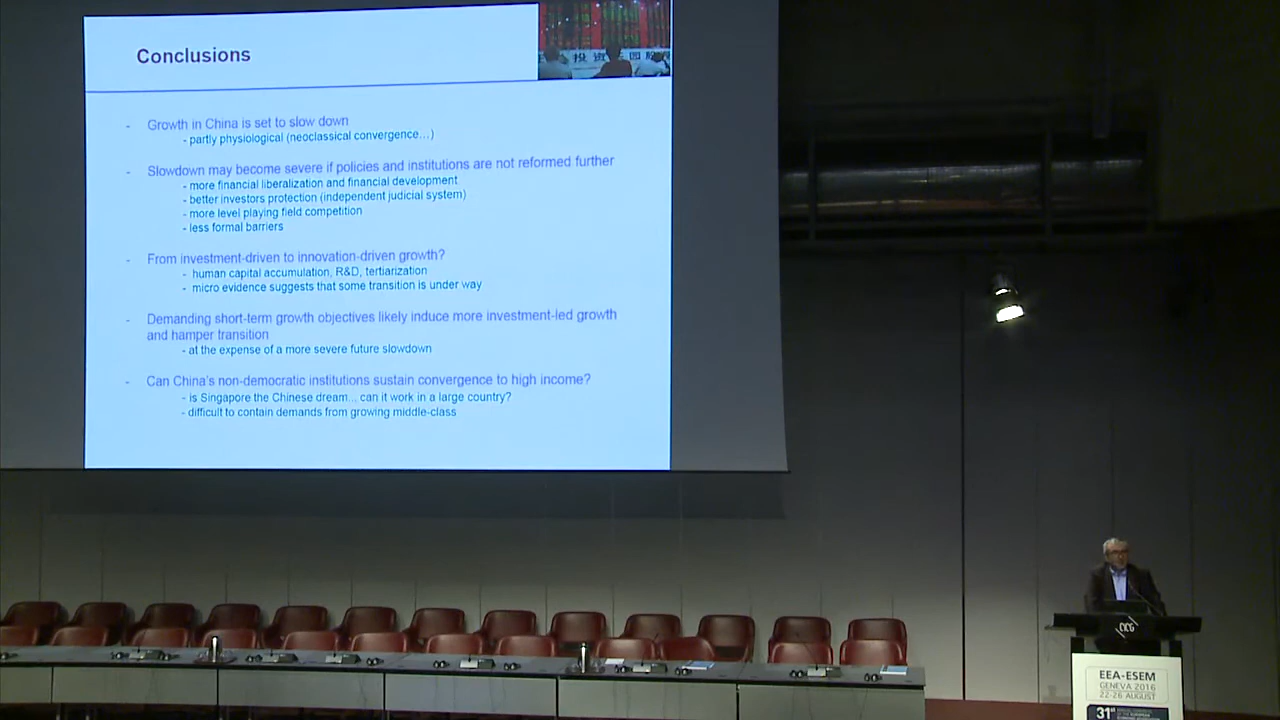 Conclusions
投 资
- Growth in China is set to slow down
- partly physiological (neoclassical convergence…)
- Slowdown may become severe if policies and institutions are not reformed further
- more financial liberalization and financial development
- better investors protection (independent judicial system)
- more level playing field competition
- less formal barriers
- From investment-driven to innovation-driven growth?
- human capital accumulation, R&D, tertiarization
- micro evidence suggests that some transition is under way
- Demanding short-term growth objectives likely induce more investment-led growth
and hamper transition
- at the expense of a more severe future slowdown
- Can China's non-democratic institutions sustain convergence to high income?
- is Singapore the Chinese dream... can it work in a large country?
- difficult to contain demands from growing middle-class
CICG
EEA-ESEM
GENEVA 2016
22-26 AUGUST
31st